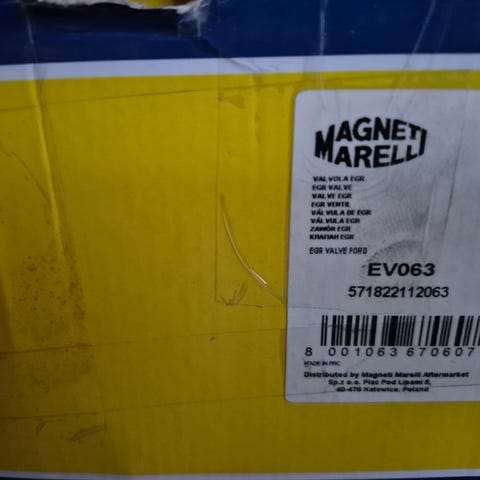 MAGNETI
MARELLI
VALVOLA EGR
EGR VALVE
VALVE EGR
EGR VENTIL
VÁLVULA DE EGR
VÁLVULA EGR
ZAWÓR EGR
КЛАПАН EGR
EGR VALVE FORD
EV063
571822112063
8 001063 670607
MADE IN PRC
Distributed by Magneti Marelli Aftermarket
Sp.z o.o. Plac Pod Lipami 5,
40-476 Katowice, Poland